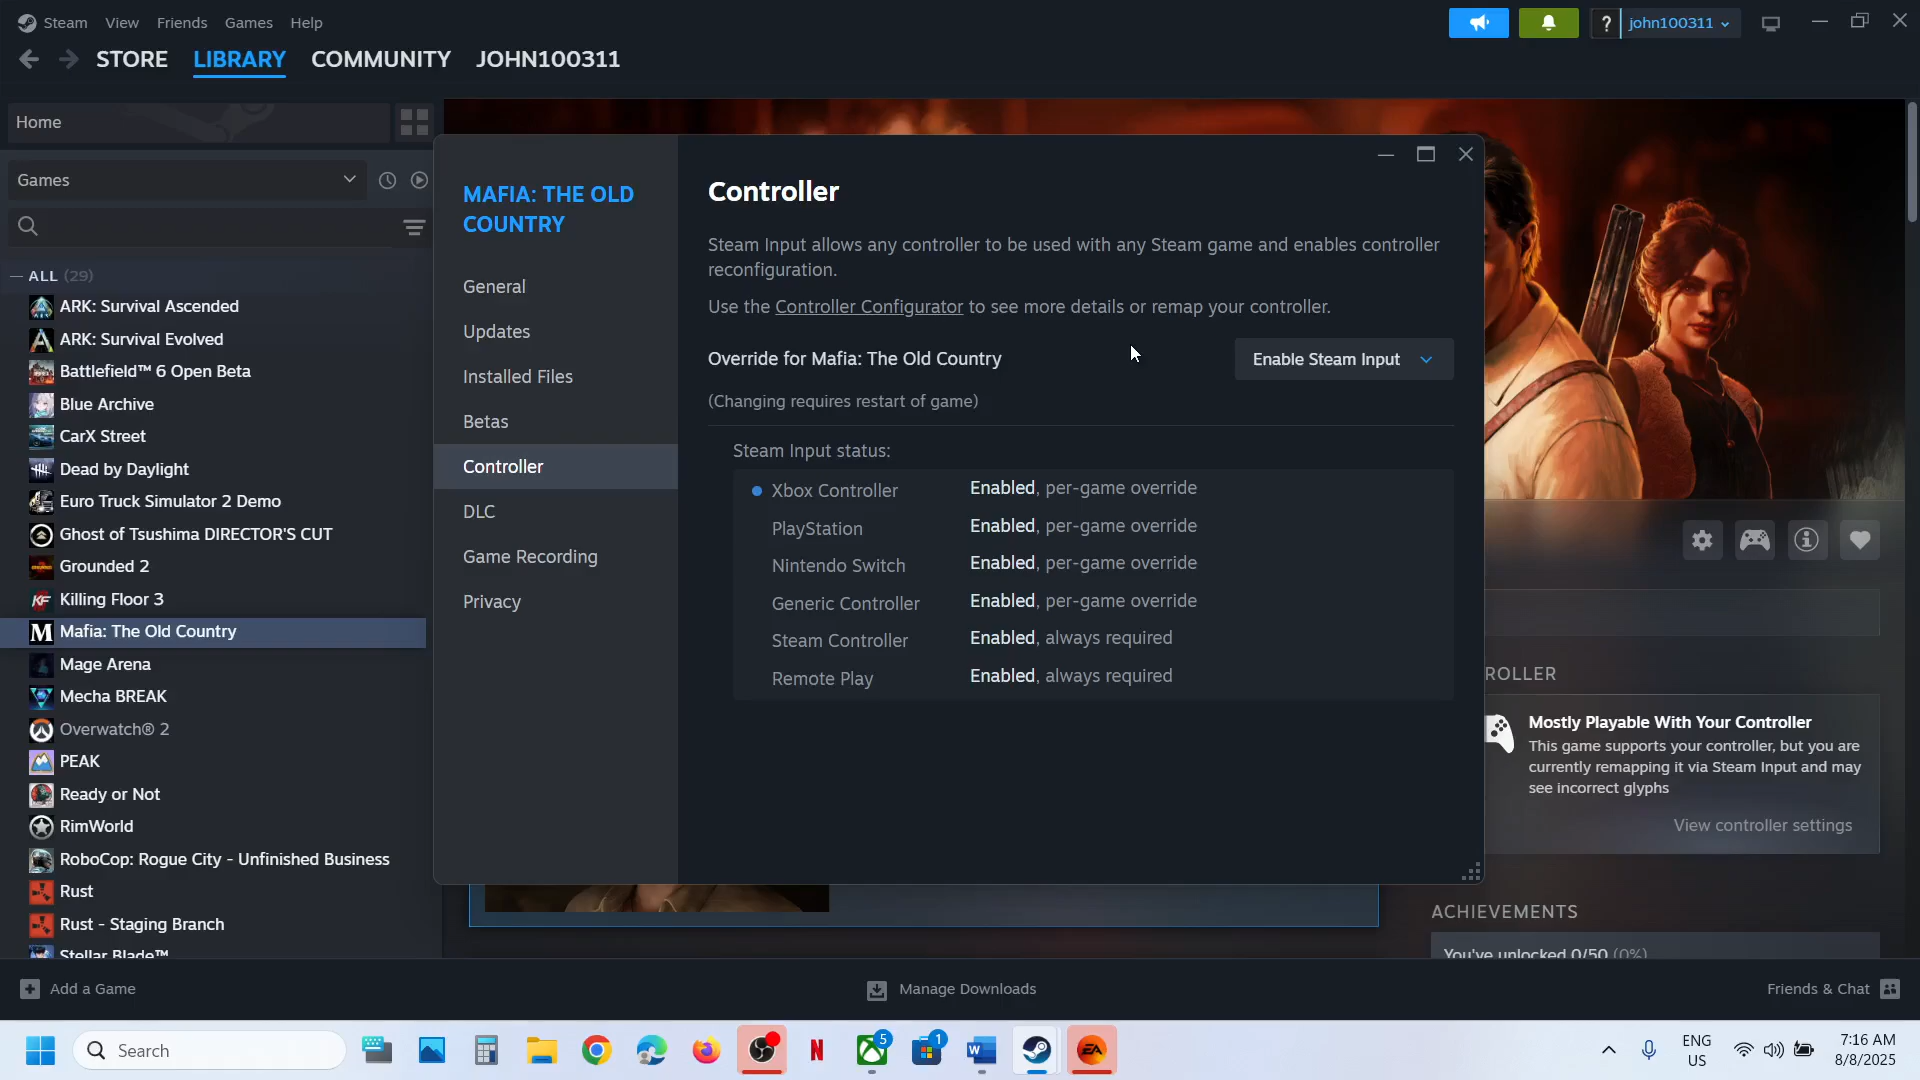 Steam View Friends Games Help
? john100311
STORE LIBRARY COMMUNITY JOHN100311
Home
Games
ALL (29)
ARK: Survival Ascended
ARK: Survival Evolved
Battlefield™ 6 Open Beta
Blue Archive
CarX Street
Dead by Daylight
Euro Truck Simulator 2 Demo
Ghost of Tsushima DIRECTOR'S CUT
Grounded 2
Killing Floor 3
Mafia: The Old Country
Mage Arena
Mecha BREAK
Overwatch® 2
PEAK
Ready or Not
RimWorld
RoboCop: Rogue City - Unfinished Business
Rust
Rust - Staging Branch
Stellar Blade™
MAFIA: THE OLD
COUNTRY
General
Updates
Installed Files
Betas
Controller
DLC
Game Recording
Privacy
Controller
Steam Input allows any controller to be used with any Steam game and enables controller
reconfiguration.
Use the Controller Configurator to see more details or remap your controller.
Override for Mafia: The Old Country Enable Steam Input
(Changing requires restart of game)
Steam Input status:
Xbox Controller Enabled, per-game override
PlayStation Enabled, per-game override
Nintendo Switch Enabled, per-game override
Generic Controller Enabled, per-game override
Steam Controller Enabled, always required
Remote Play Enabled, always required
ROLLER
Mostly Playable With Your Controller
This game supports your controller, but you are
currently remapping it via Steam Input and may
see incorrect glyphs
View controller settings
ACHIEVEMENTS
You've unlocked 0/50 (0%)
Add a Game Manage Downloads Friends & Chat
Search
5
1
ENG
US
7:16 AM
8/8/2025